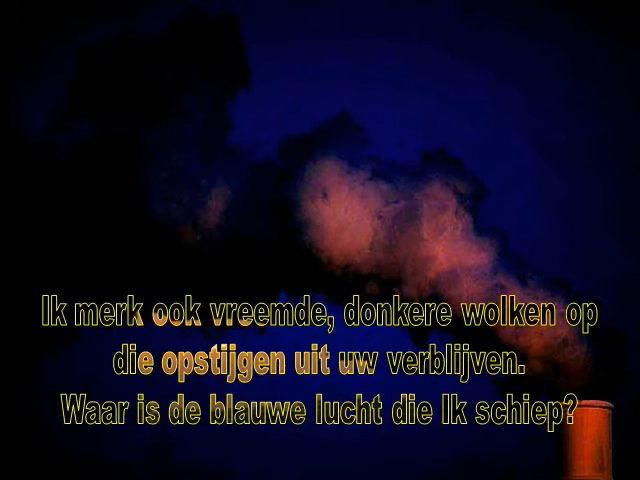 Ik merk ook vreemde, donkere wolken op
die opstijgen uit uw verblijven.
Waar is de blauwe lucht die Ik schiep?